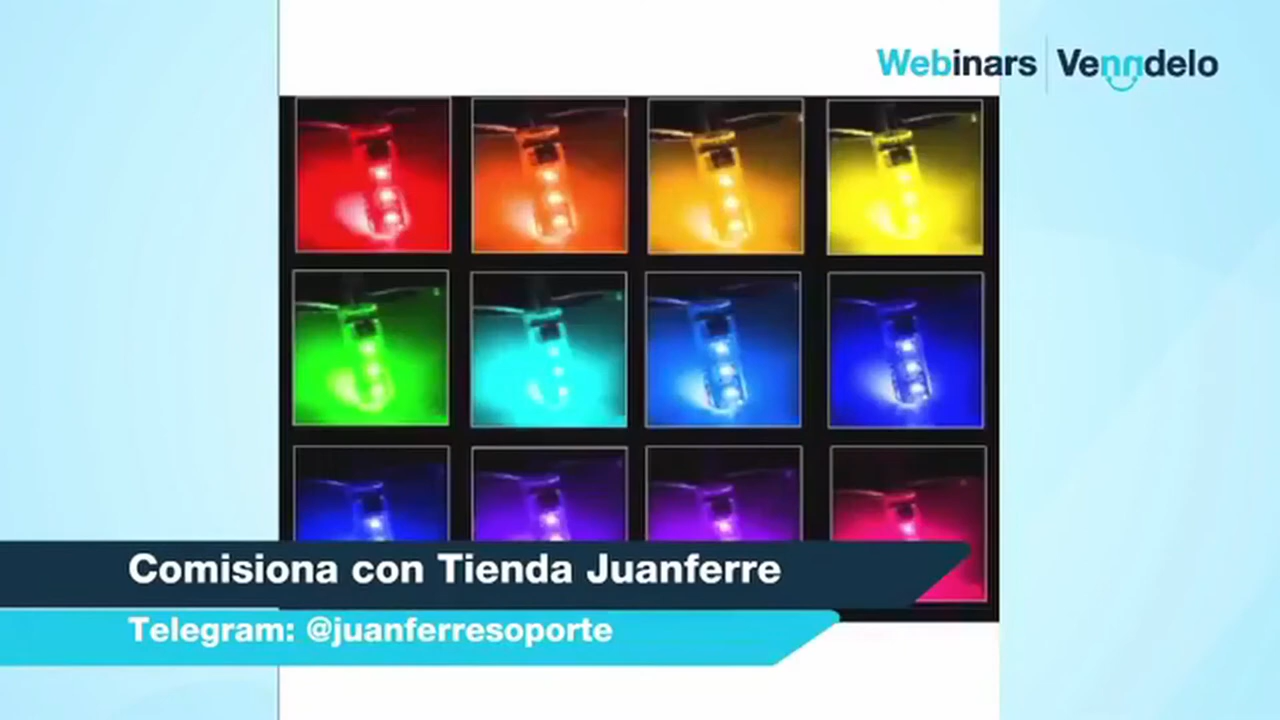 Webinars | Venndelo
Comisiona con Tienda Juanferre
Telegram: @juanferresoporte